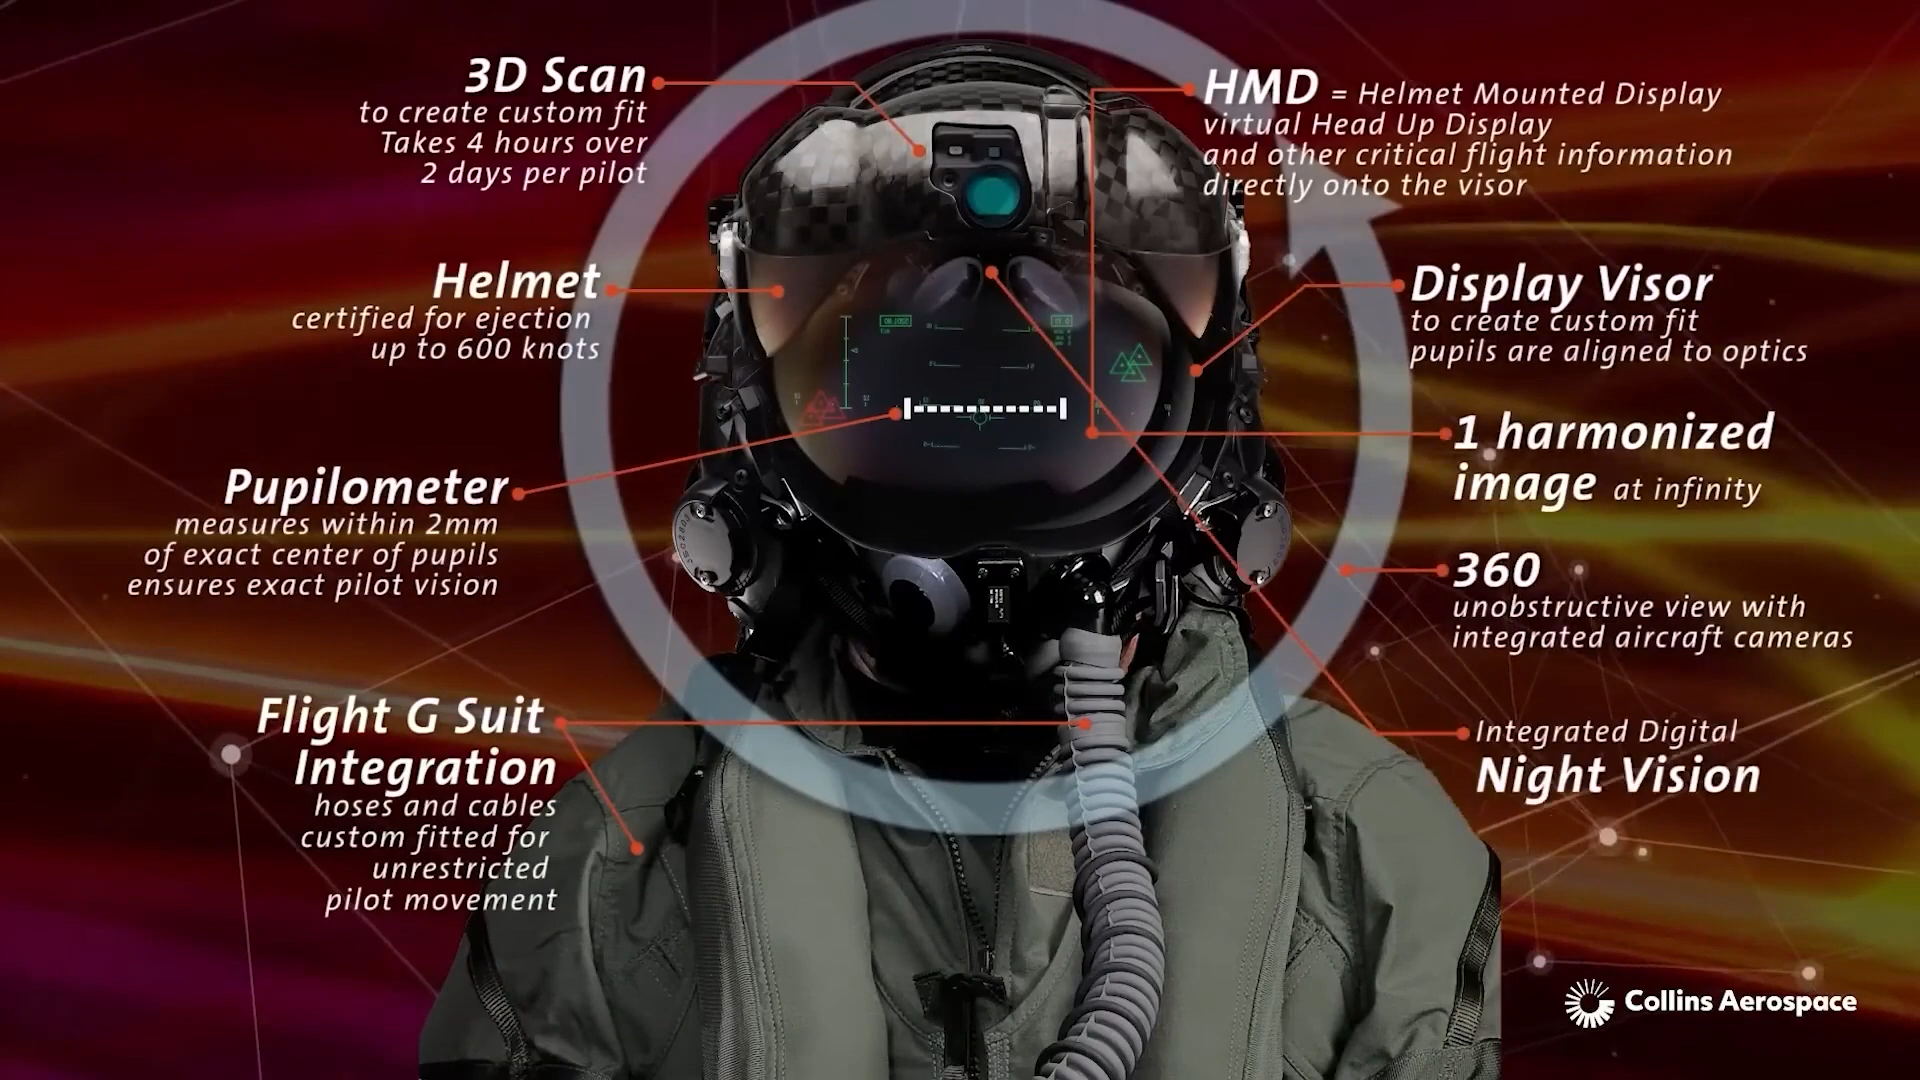 3D Scan
to create custom fit
Takes 4 hours over
2 days per pilot
Helmet
certified for ejection
up to 600 knots
Pupilometer
measures within 2mm
of exact center of pupils
ensures exact pilot vision
Flight G Suit
Integration
hoses and cables
custom fitted for
unrestricted
pilot movement
HMD = Helmet Mounted Display
virtual Head Up Display
and other critical flight information
directly onto the visor
Display Visor
to create custom fit
pupils are aligned to optics
1 harmonized
image at infinity
360
unobstructive view with
integrated aircraft cameras
Integrated Digital
Night Vision
Collins Aerospace